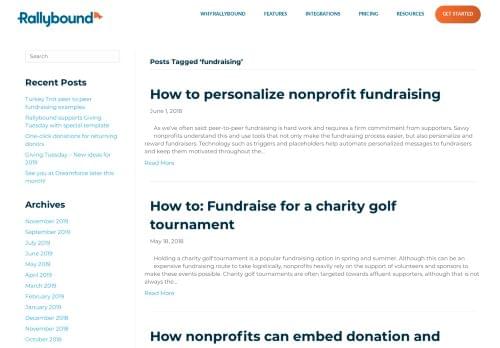 Rallybound
WHY RALLYBOUND FEATURES INTEGRATIONS PRICING RESOURCES GET STARTED
Search
Recent Posts
Turkey Trot peer to peer
fundraising examples
Rallybound supports Giving
Tuesday with special template
One-click donations for returning
donors
Giving Tuesday – New ideas for
2019
See you at Dreamforce later this
month!
Archives
November 2019
September 2019
July 2019
June 2019
May 2019
April 2019
March 2019
February 2019
January 2019
December 2018
November 2018
October 2018
Posts Tagged ‘fundraising’
How to personalize nonprofit fundraising
June 1, 2018
As we've often said peer-to-peer fundraising is hard work and requires a firm commitment from supporters. Savvy
nonprofits understand this and use tools that not only make the fundraising process easier, but also personalize and
reward fundraisers. Technology such as triggers and placeholders help automate personalized messages to fundraisers
and keep them motivated throughout the...
Read More
How to: Fundraise for a charity golf
tournament
May 18, 2018
Holding a charity golf tournament is a popular fundraising option in spring and summer. Although this can be an
expensive fundraising route to take-logistically, nonprofits heavily rely on the support of volunteers and sponsors to
make these events possible. Charity golf tournaments are often targeted towards affluent supporters, although that is not
always the...
Read More
How nonprofits can embed donation and